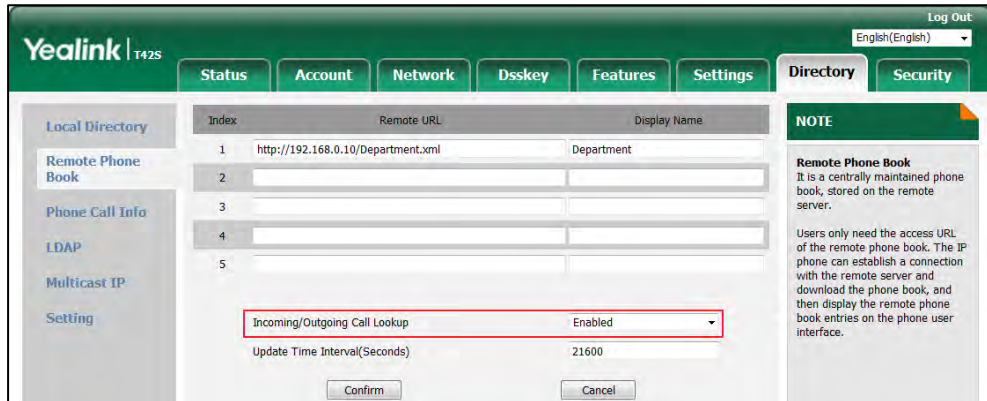 Log Out
Yealink T42S
English(English)
Status Account Network Dsskey Features Settings Directory Security
Local Directory
Remote Phone
Book
Phone Call Info
LDAP
Multicast IP
Setting
Index Remote URL Display Name
1 http://192.168.0.10/Department.xml Department
2
3
4
5
Incoming/Outgoing Call Lookup Enabled
Update Time Interval(Seconds) 21600
Confirm Cancel
NOTE
Remote Phone Book
It is a centrally maintained phone
book, stored on the remote
server.
Users only need the access URL
of the remote phone book. The IP
phone can establish a connection
with the remote server and
download the phone book, and
then display the remote phone
book entries on the phone user
interface.